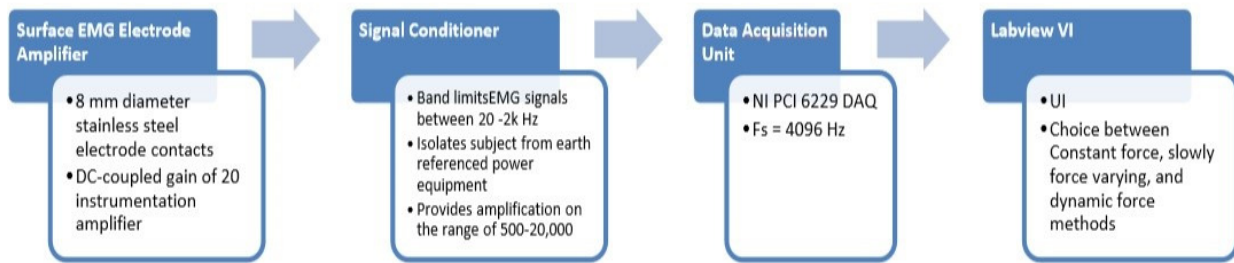 Surface EMG Electrode
Amplifier
• 8 mm diameter
stainless steel
electrode contacts
• DC-coupled gain of 20
instrumentation
amplifier
Signal Conditioner
• Band limitsEMG signals
between 20 -2k Hz
• Isolates subject from earth
referenced power
equipment
• Provides amplification on
the range of 500-20,000
Data Acquisition
Unit
• NI PCI 6229 DAQ
• Fs = 4096 Hz
Labview VI
• UI
• Choice between
Constant force, slowly
force varying, and
dynamic force
methods